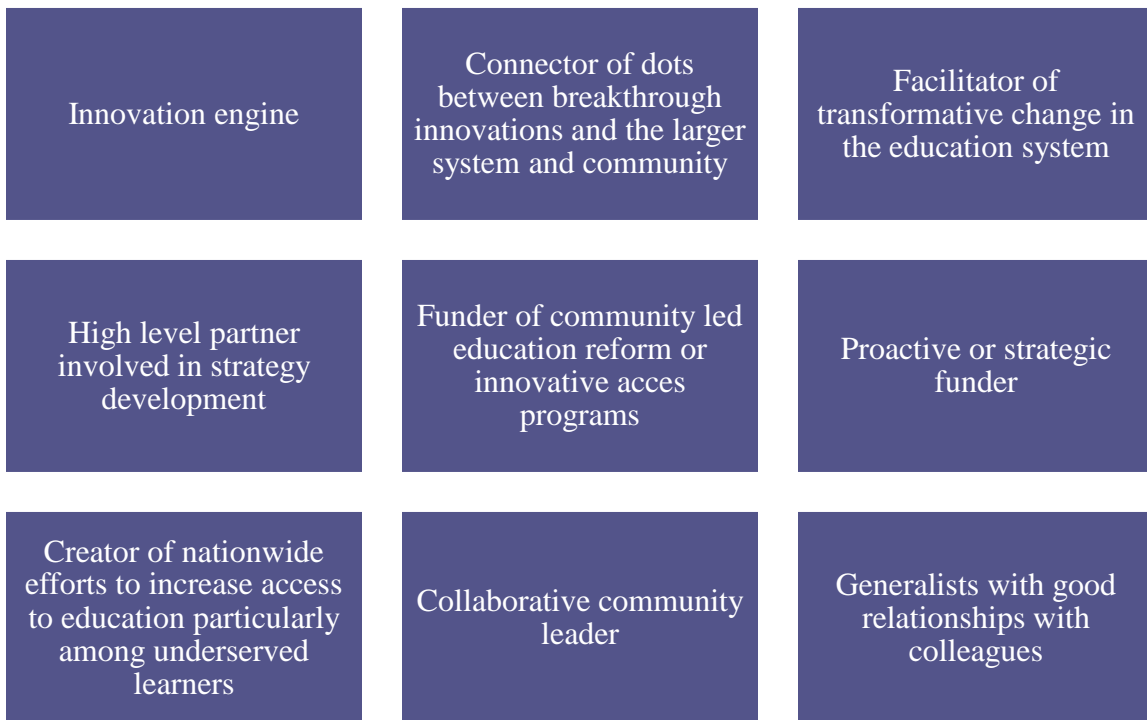 Innovation engine
Connector of dots
between breakthrough
innovations and the larger
system and community
Facilitator of
transformative change in
the education system
High level partner
involved in strategy
development
Funder of community led
education reform or
innovative acces
programs
Proactive or strategic
funder
Creator of nationwide
efforts to increase access
to education particularly
among underserved
learners
Collaborative community
leader
Generalists with good
relationships with
colleagues